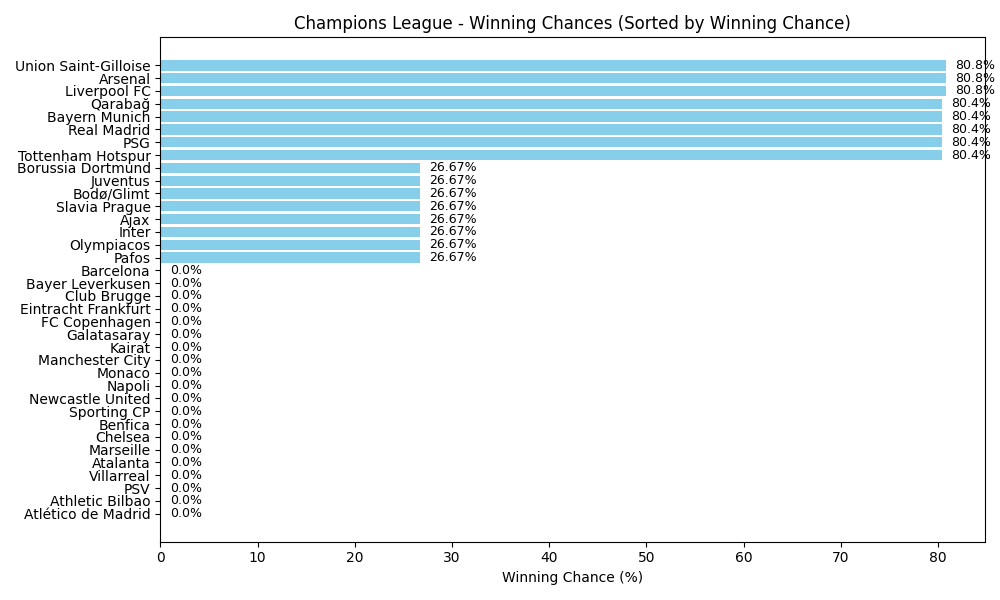 Champions League - Winning Chances (Sorted by Winning Chance)
Union Saint-Gilloise 80.8%
Arsenal 80.8%
Liverpool FC 80.8%
Qarabağ 80.4%
Bayern Munich 80.4%
Real Madrid 80.4%
PSG 80.4%
Tottenham Hotspur 80.4%
Borussia Dortmund 26.67%
Juventus 26.67%
Bodø/Glimt 26.67%
Slavia Prague 26.67%
Ajax 26.67%
Inter 26.67%
Olympiacos 26.67%
Pafos 26.67%
Barcelona 0.0%
Bayer Leverkusen 0.0%
Club Brugge 0.0%
Eintracht Frankfurt 0.0%
FC Copenhagen 0.0%
Galatasaray 0.0%
Kairat 0.0%
Manchester City 0.0%
Monaco 0.0%
Napoli 0.0%
Newcastle United 0.0%
Sporting CP 0.0%
Benfica 0.0%
Chelsea 0.0%
Marseille 0.0%
Atalanta 0.0%
Villarreal 0.0%
PSV 0.0%
Athletic Bilbao 0.0%
Atlético de Madrid 0.0%
0 10 20 30 40 50 60 70 80
Winning Chance (%)